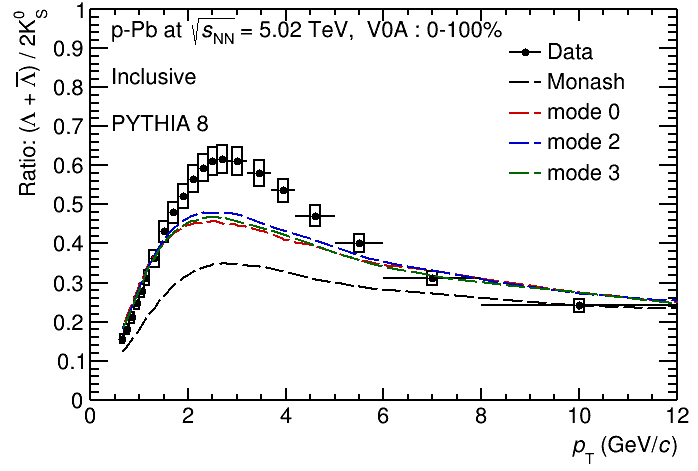 Ratio: (Λ + Λ̅) / 2K⁰_S
p-Pb at √s_NN = 5.02 TeV, V0A : 0-100%
Inclusive
PYTHIA 8
Data
Monash
mode 0
mode 2
mode 3
1
0.9
0.8
0.7
0.6
0.5
0.4
0.3
0.2
0.1
0
0 2 4 6 8 10 12
p_T (GeV/c)